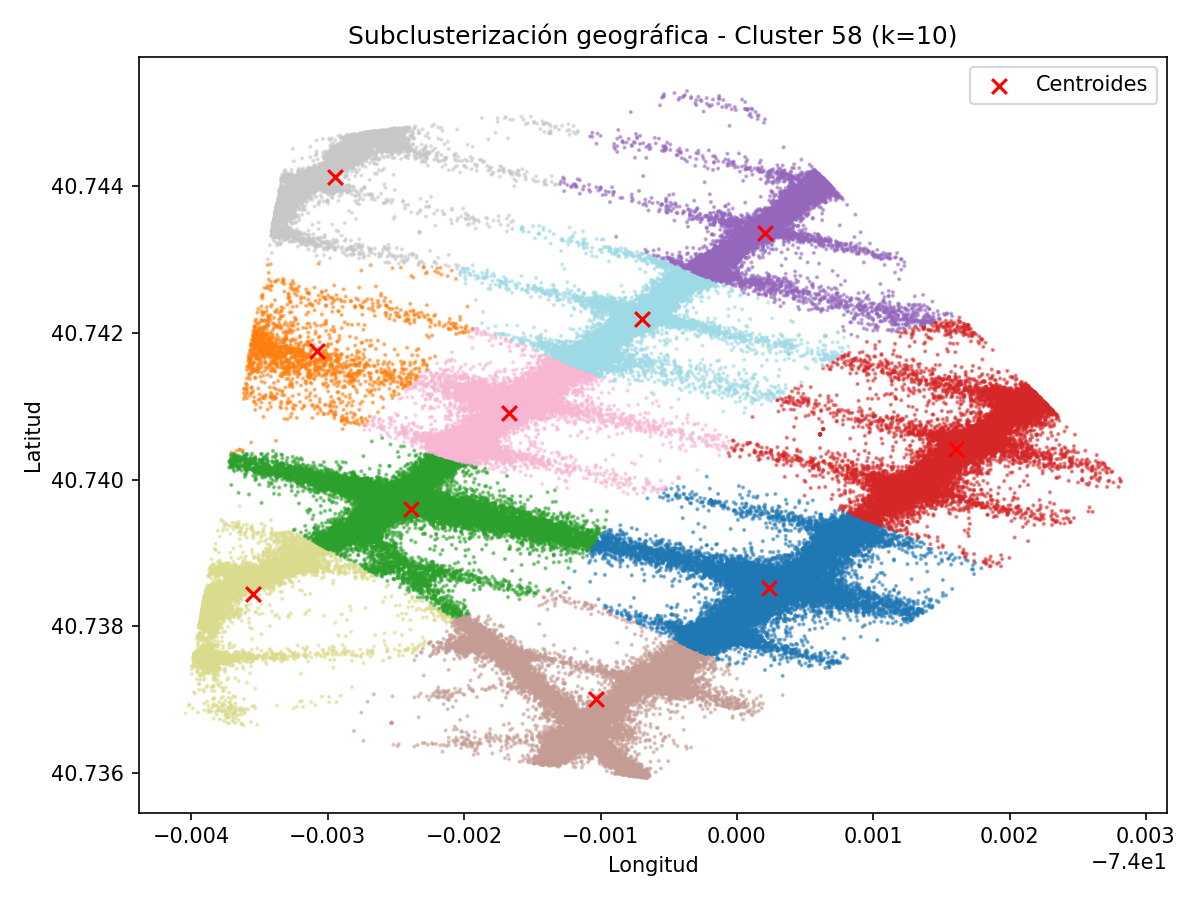 Subclusterización geográfica - Cluster 58 (k=10)
Centroides
40.744
40.742
40.740
40.738
40.736
Latitud
−0.004 −0.003 −0.002 −0.001 0.000 0.001 0.002 0.003
Longitud
−7.4e1